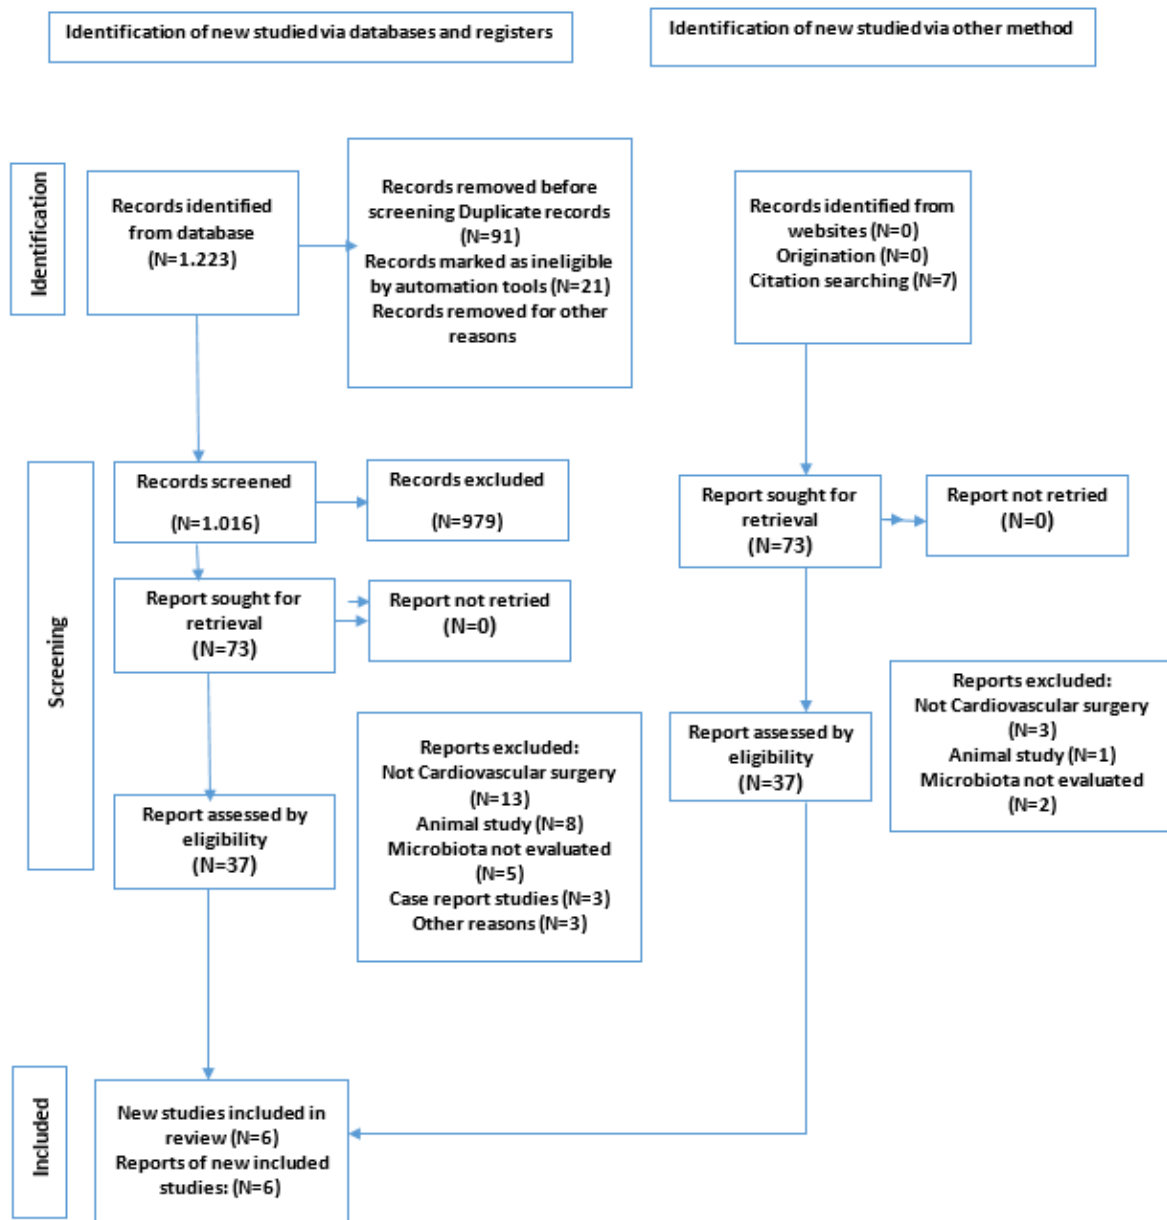 Identification of new studied via databases and registers
Identification of new studied via other method
Identification
Records identified
from database
(N=1.223)
Records removed before
screening Duplicate records
(N=91)
Records marked as ineligible
by automation tools (N=21)
Records removed for other
reasons
Records identified from
websites (N=0)
Origination (N=0)
Citation searching (N=7)
Screening
Records screened
(N=1.016)
Records excluded
(N=979)
Report sought for
retrieval
(N=73)
Report not retried
(N=0)
Report sought for
retrieval
(N=73)
Report not retried
(N=0)
Report assessed by
eligibility
(N=37)
Reports excluded:
Not Cardiovascular surgery
(N=13)
Animal study (N=8)
Microbiota not evaluated
(N=5)
Case report studies (N=3)
Other reasons (N=3)
Report assessed by
eligibility
(N=37)
Reports excluded:
Not Cardiovascular surgery
(N=3)
Animal study (N=1)
Microbiota not evaluated
(N=2)
Included
New studies included in
review (N=6)
Reports of new included
studies: (N=6)